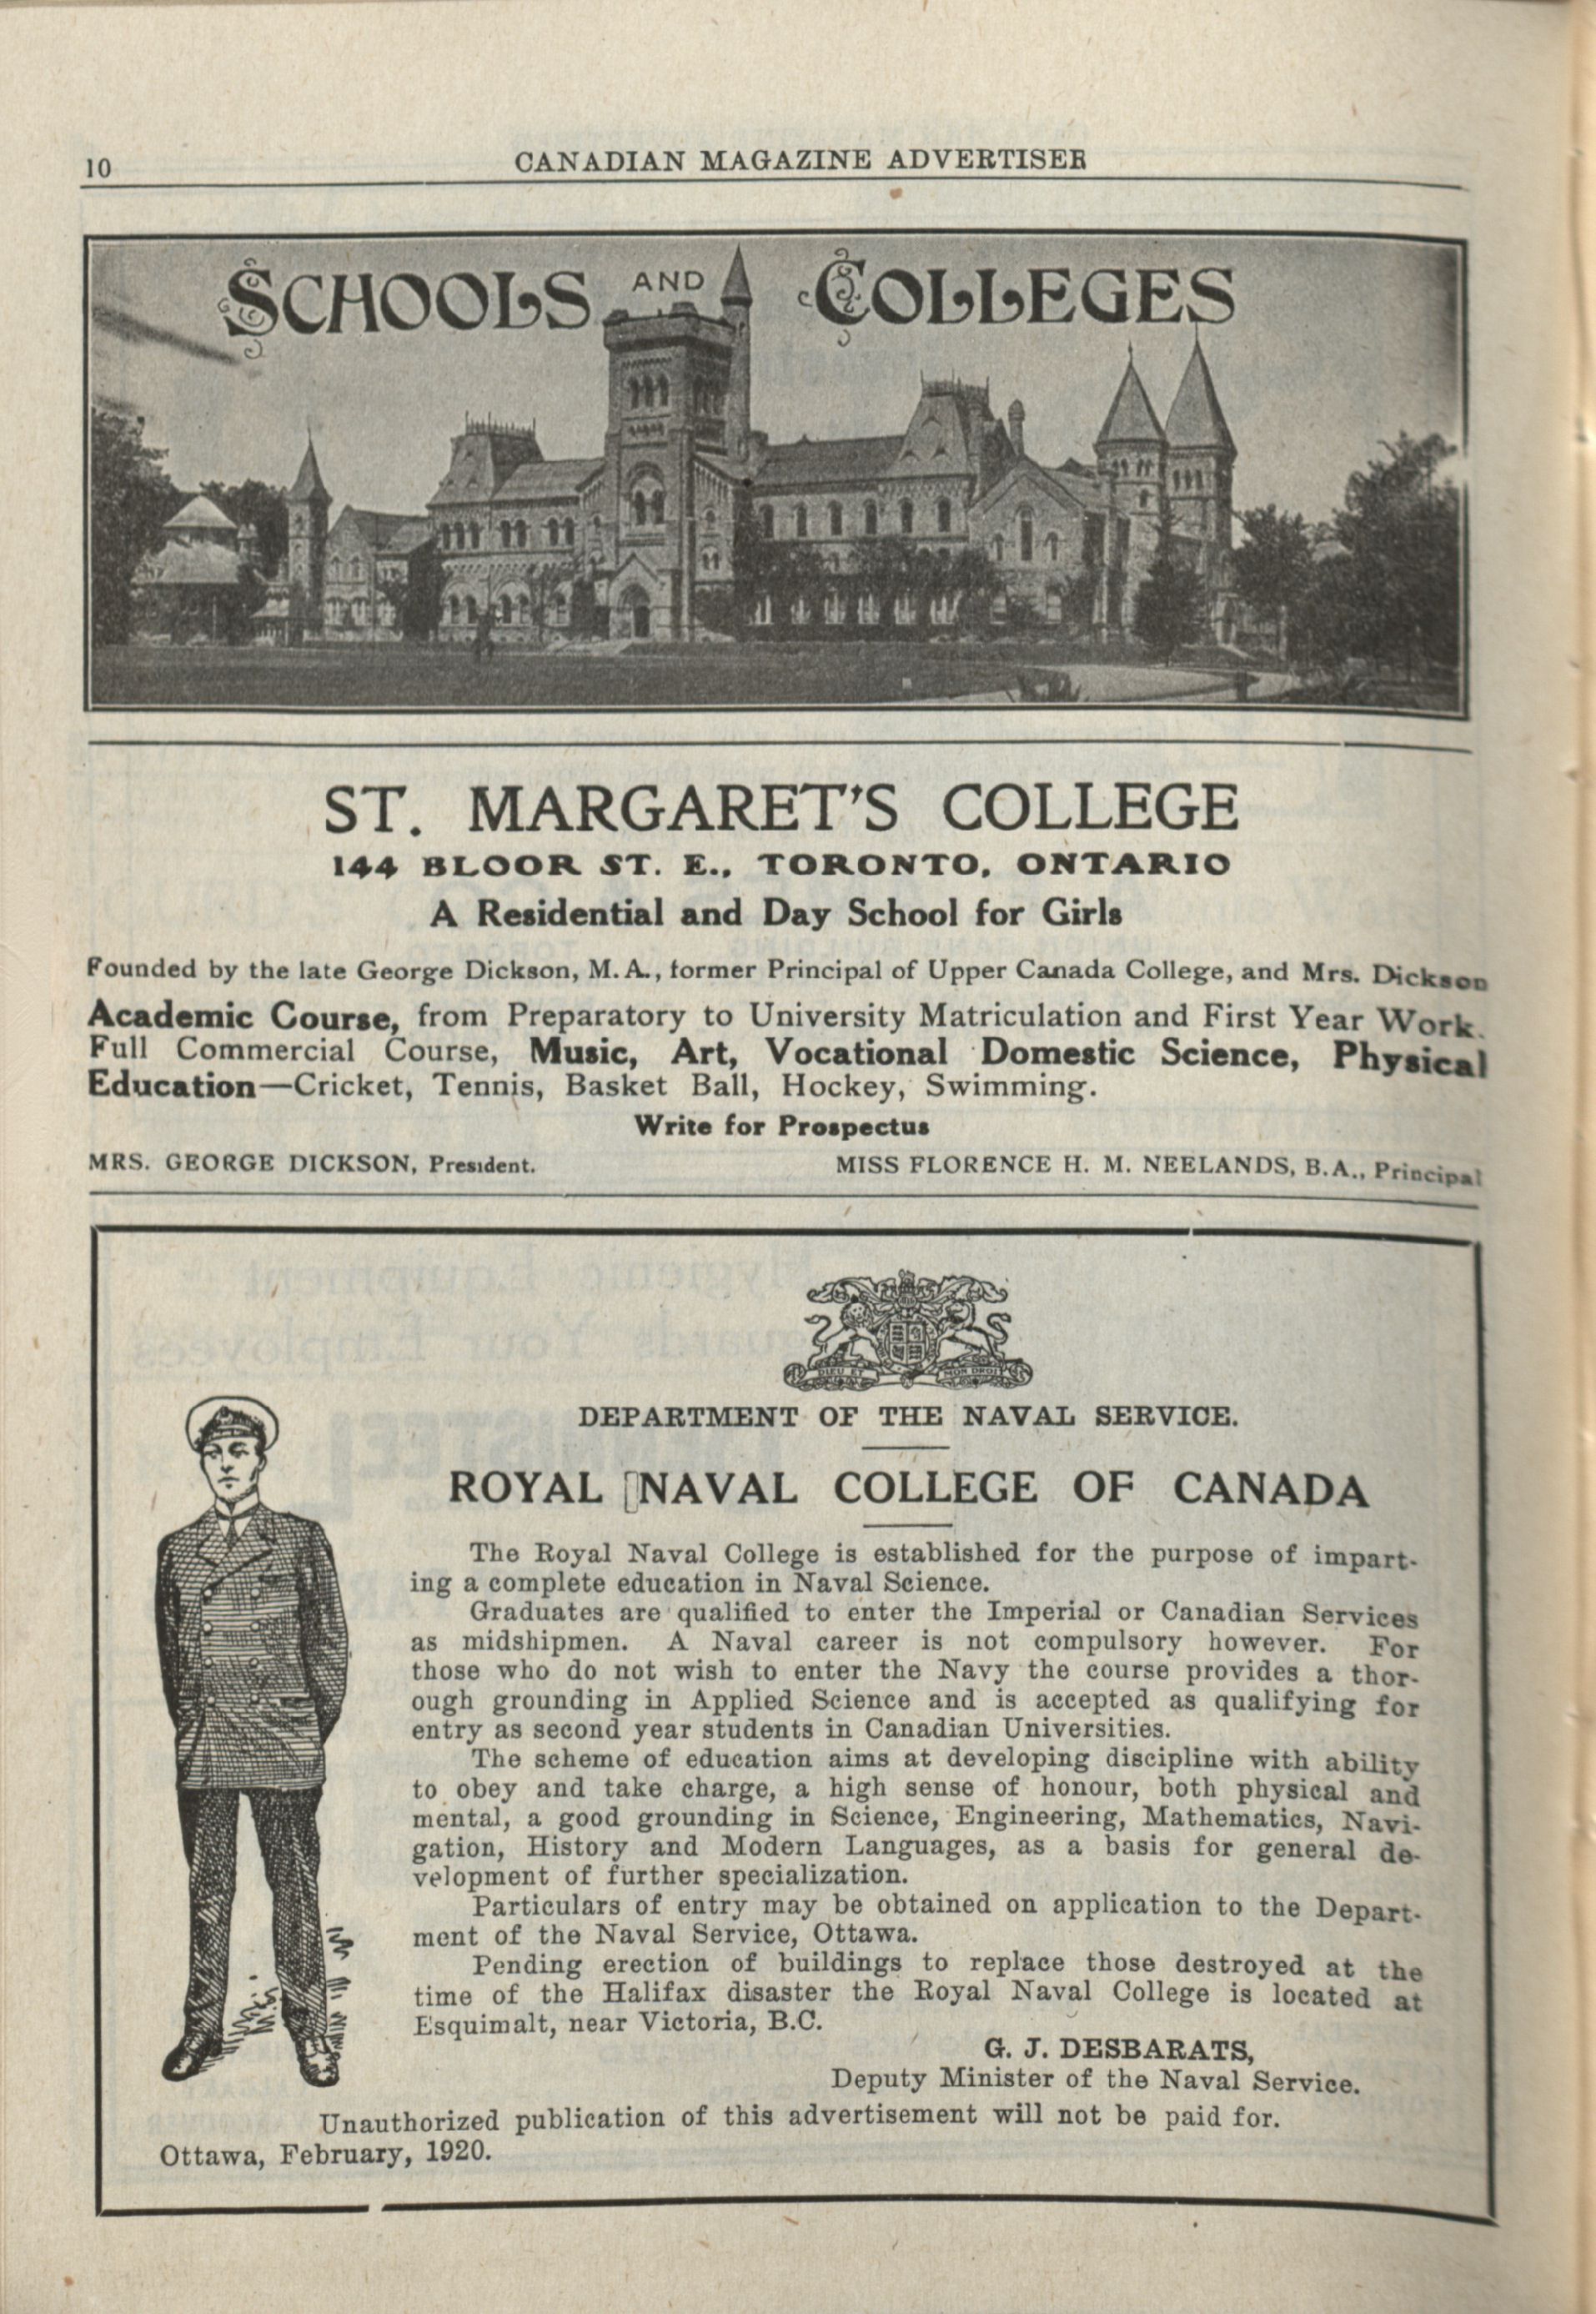 10
CANADIAN MAGAZINE ADVERTISER
SCHOOLS AND COLLEGES
ST. MARGARET'S COLLEGE
144 BLOOR ST. E., TORONTO, ONTARIO
A Residential and Day School for Girls
Founded by the late George Dickson, M.A., former Principal of Upper Canada College, and Mrs. Dickson
Academic Course, from Preparatory to University Matriculation and First Year Work.
Full Commercial Course, Music, Art, Vocational Domestic Science, Physical
Education—Cricket, Tennis, Basket Ball, Hockey, Swimming.
Write for Prospectus
MRS. GEORGE DICKSON, President. MISS FLORENCE H. M. NEELANDS, B.A., Principal
DIEU ET MON DROIT
DEPARTMENT OF THE NAVAL SERVICE.
ROYAL NAVAL COLLEGE OF CANADA
The Royal Naval College is established for the purpose of impart-
ing a complete education in Naval Science.
Graduates are qualified to enter the Imperial or Canadian Services
as midshipmen. A Naval career is not compulsory however. For
those who do not wish to enter the Navy the course provides a thor-
ough grounding in Applied Science and is accepted as qualifying for
entry as second year students in Canadian Universities.
The scheme of education aims at developing discipline with ability
to obey and take charge, a high sense of honour, both physical and
mental, a good grounding in Science, Engineering, Mathematics, Navi-
gation, History and Modern Languages, as a basis for general de-
velopment of further specialization.
Particulars of entry may be obtained on application to the Depart-
ment of the Naval Service, Ottawa.
Pending erection of buildings to replace those destroyed at the
time of the Halifax disaster the Royal Naval College is located at
Esquimalt, near Victoria, B.C.
G. J. DESBARATS,
Deputy Minister of the Naval Service.
Unauthorized publication of this advertisement will not be paid for.
Ottawa, February, 1920.